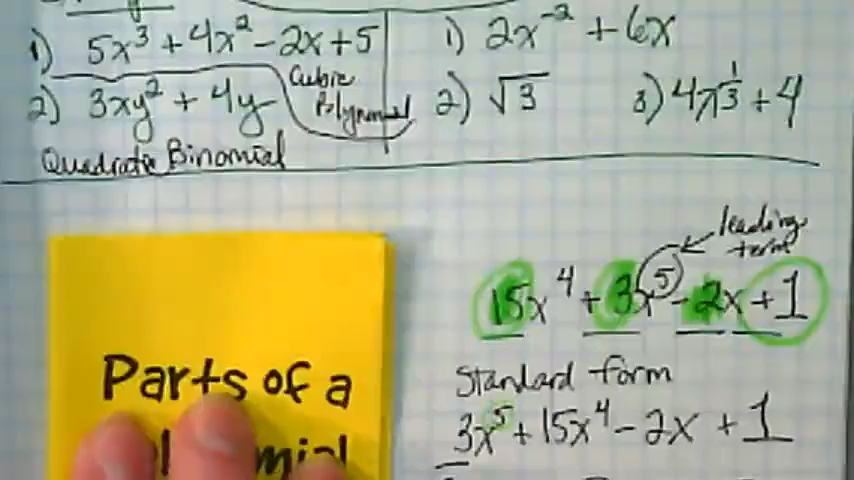 1) 5x³ + 4x² - 2x + 5
Cubic
Polynomial
2) 3xy² + 4y
Quadratic Binomial
1) 2x⁻² + 6x
2) √3
3) 4x^{1/3} + 4
leading
term
15x⁴ + 3x⁵ - 2x + 1
Standard form
3x⁵ + 15x⁴ - 2x + 1
Parts of a